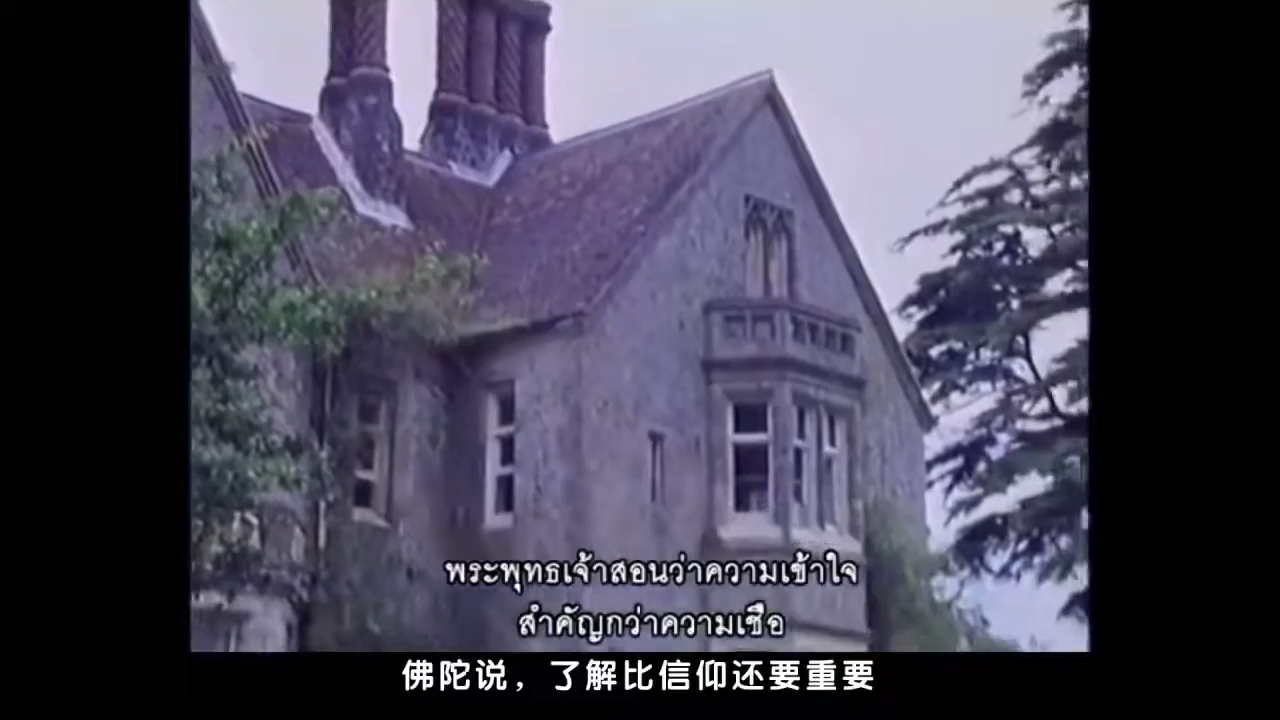 พระพุทธเจ้าสอนว่าความเข้าใจ
สำคัญกว่าความเชื่อ
佛陀说，了解比信仰还要重要